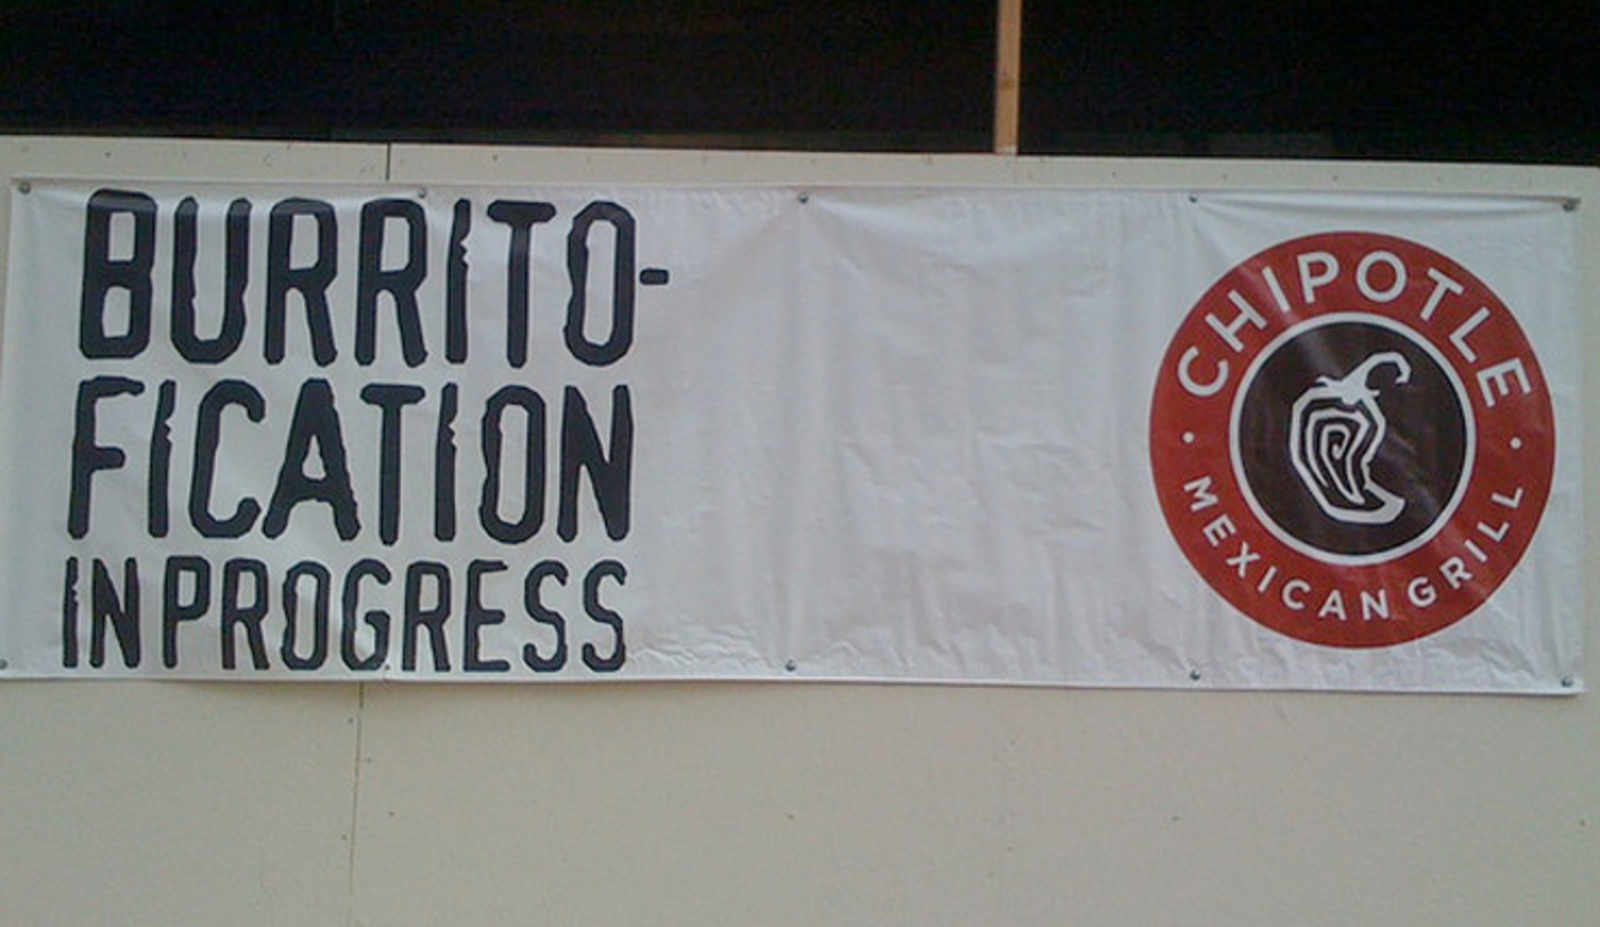 BURRITO-
FICATION
IN PROGRESS
CHIPOTLE
• MEXICAN GRILL •